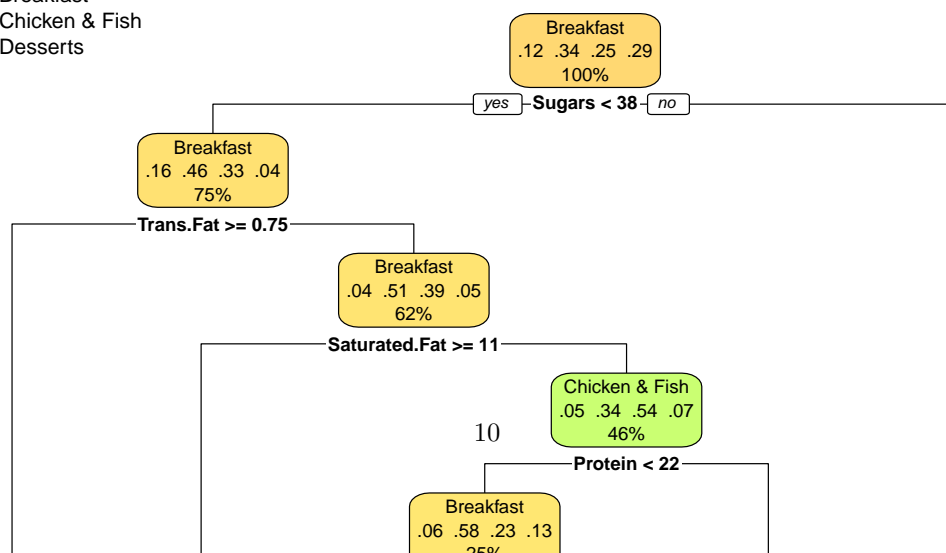 Breakfast
Chicken & Fish
Desserts
Breakfast
.12 .34 .25 .29
100%
yes Sugars < 38 no
Breakfast
.16 .46 .33 .04
75%
Trans.Fat >= 0.75
Breakfast
.04 .51 .39 .05
62%
Saturated.Fat >= 11
Chicken & Fish
.05 .34 .54 .07
46%
10
Protein < 22
Breakfast
.06 .58 .23 .13
25%